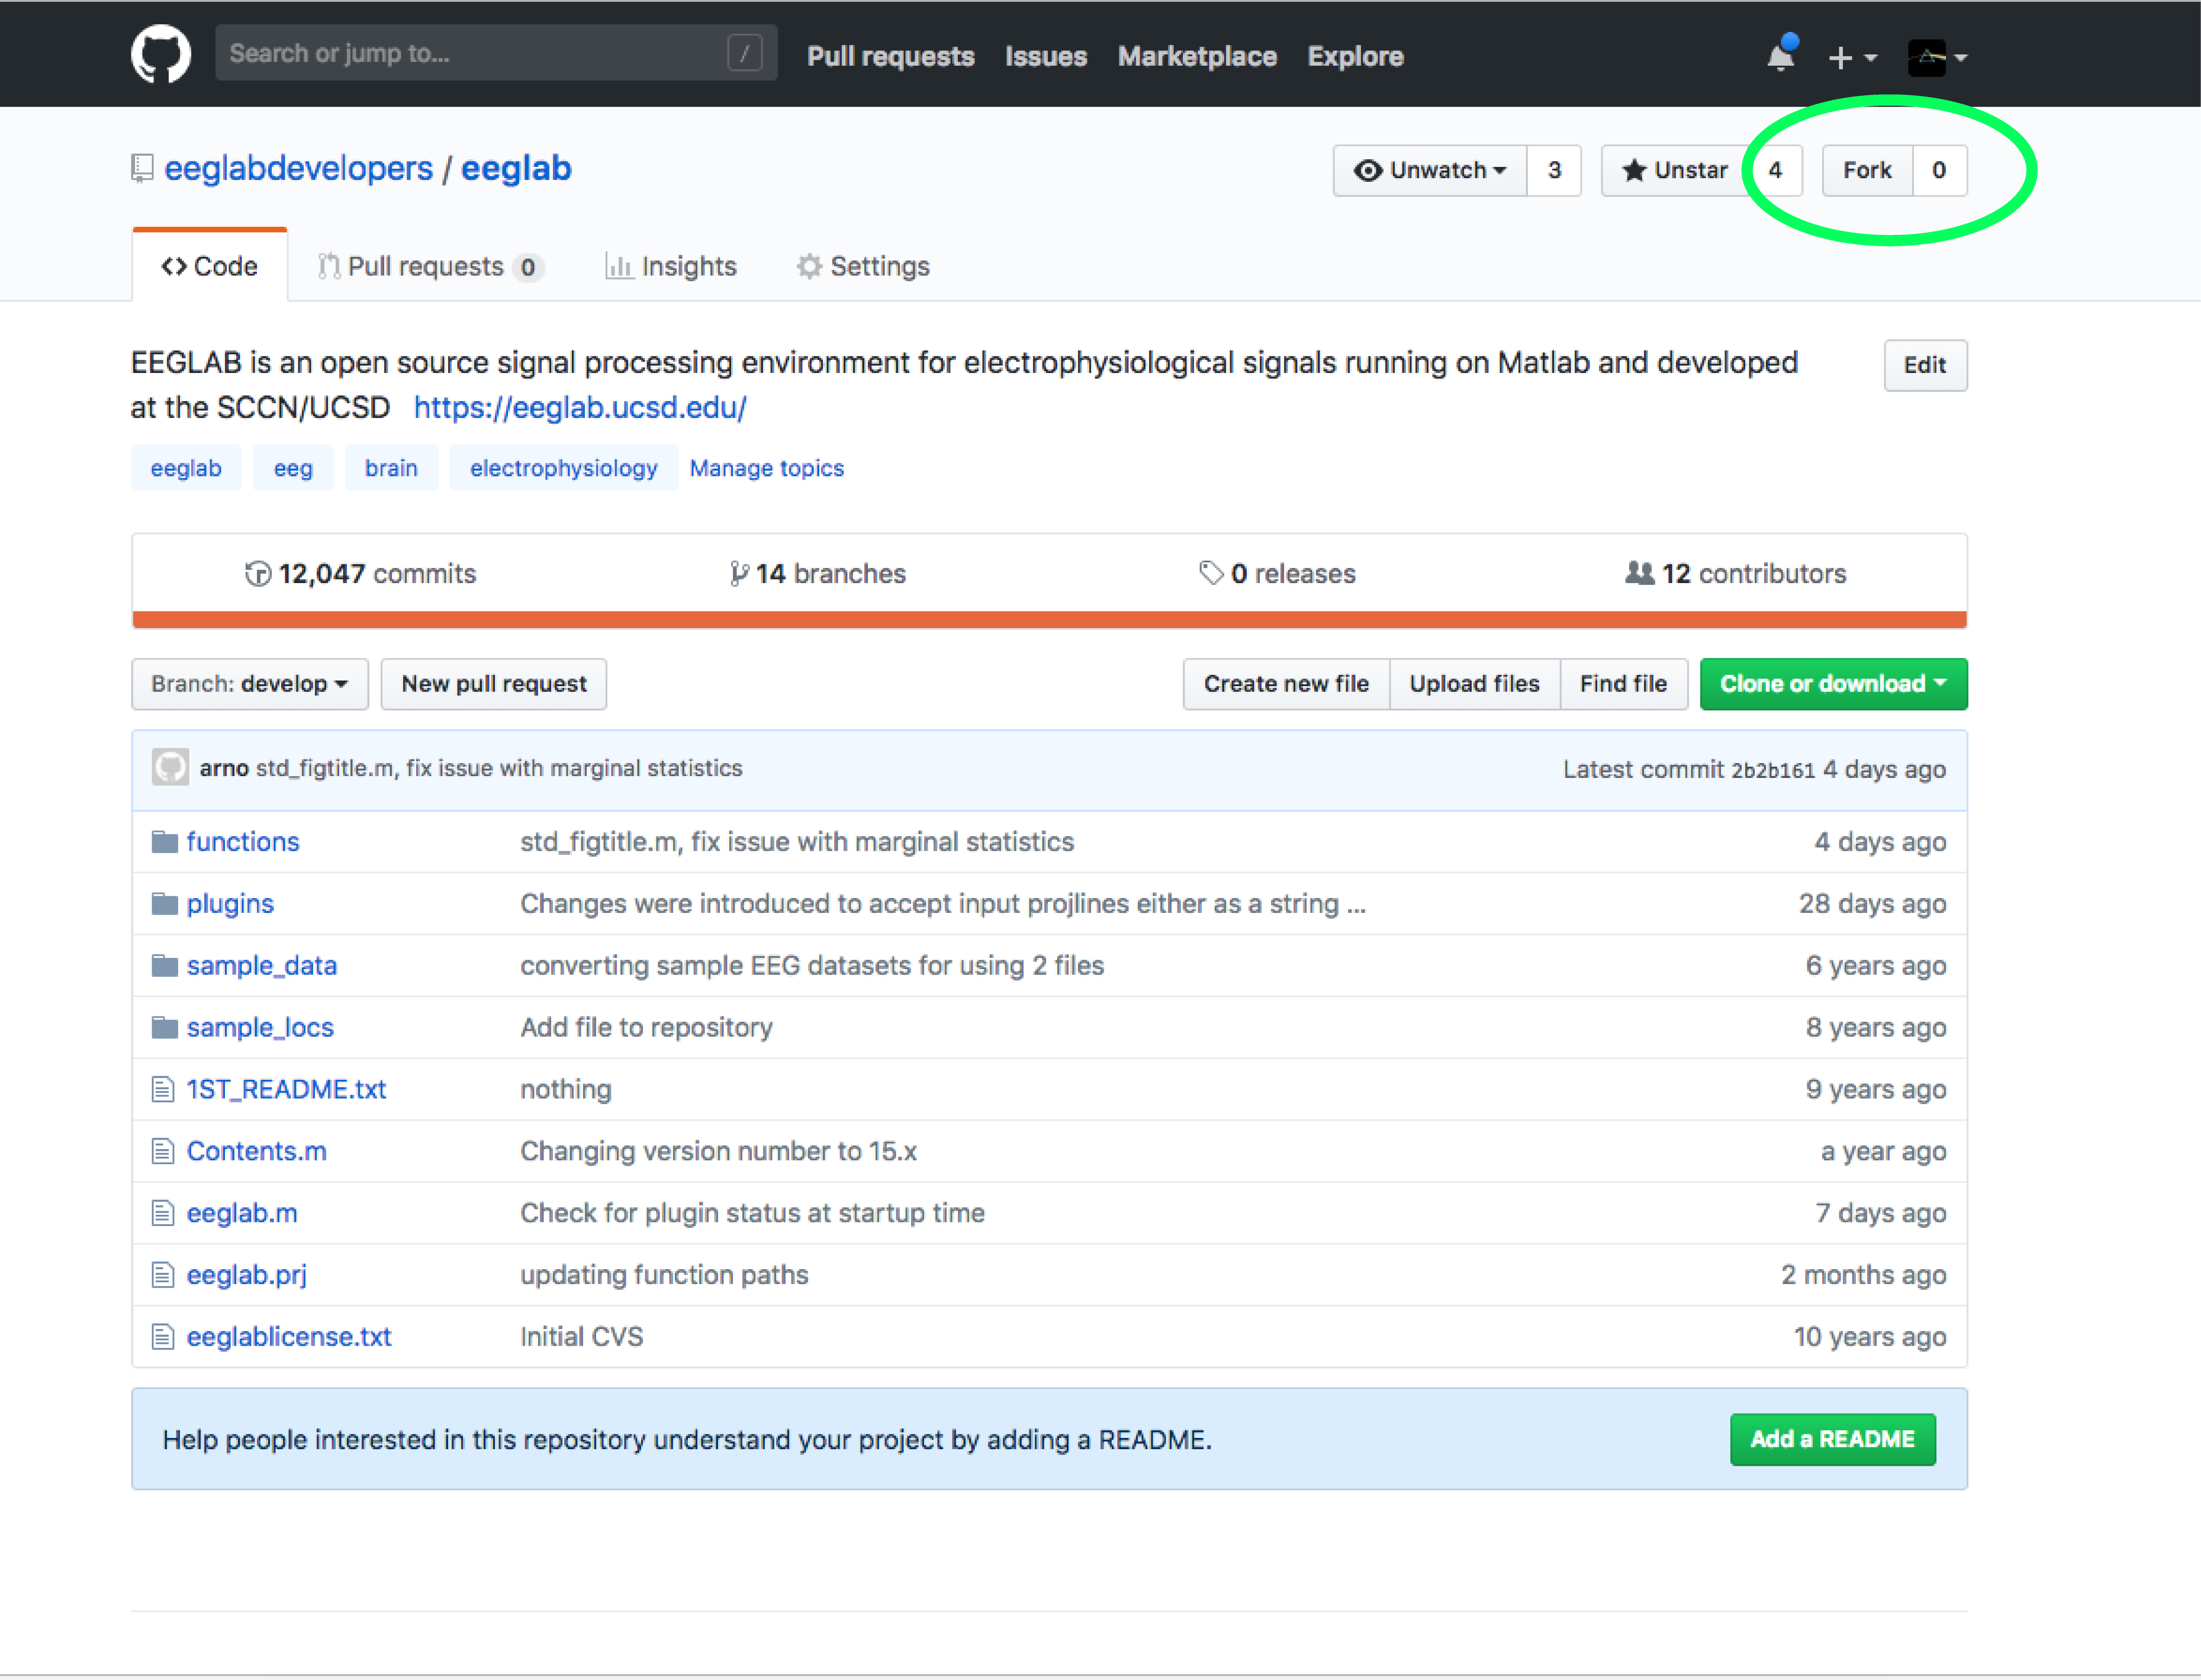 Search or jump to... / Pull requests Issues Marketplace Explore
eeglabdevelopers / eeglab Unwatch 3 Unstar 4 Fork 0
Code Pull requests 0 Insights Settings
EEGLAB is an open source signal processing environment for electrophysiological signals running on Matlab and developed Edit
at the SCCN/UCSD https://eeglab.ucsd.edu/
eeglab eeg brain electrophysiology Manage topics
12,047 commits 14 branches 0 releases 12 contributors
Branch: develop New pull request Create new file Upload files Find file Clone or download
arno std_figtitle.m, fix issue with marginal statistics Latest commit 2b2b161 4 days ago
functions std_figtitle.m, fix issue with marginal statistics 4 days ago
plugins Changes were introduced to accept input projlines either as a string ... 28 days ago
sample_data converting sample EEG datasets for using 2 files 6 years ago
sample_locs Add file to repository 8 years ago
1ST_README.txt nothing 9 years ago
Contents.m Changing version number to 15.x a year ago
eeglab.m Check for plugin status at startup time 7 days ago
eeglab.prj updating function paths 2 months ago
eeglablicense.txt Initial CVS 10 years ago
Help people interested in this repository understand your project by adding a README. Add a README